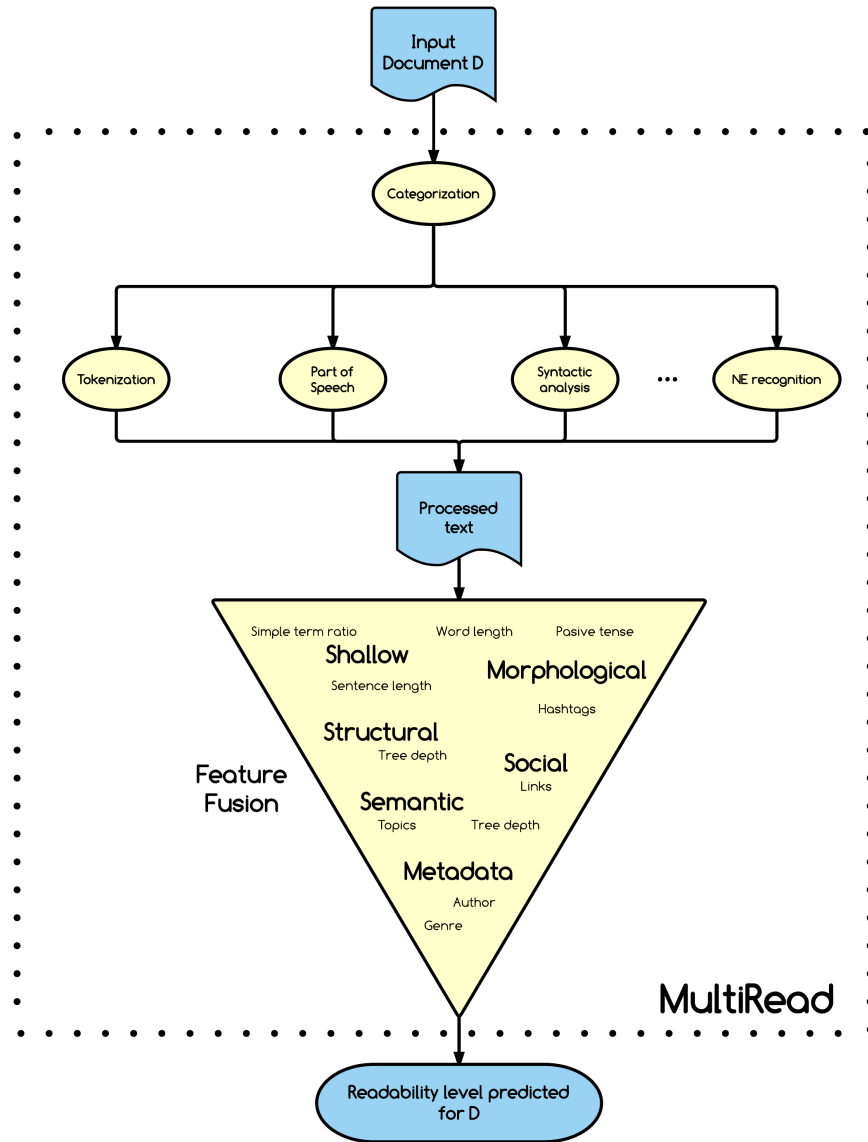 Input
Document D
Categorization
Tokenization
Part of
Speech
Syntactic
analysis
...
NE recognition
Processed
text
Simple term ratio
Word length
Pasive tense
Shallow
Morphological
Sentence length
Hashtags
Structural
Tree depth
Social
Links
Feature
Fusion
Semantic
Topics
Tree depth
Metadata
Author
Genre
MultiRead
Readability level predicted
for D